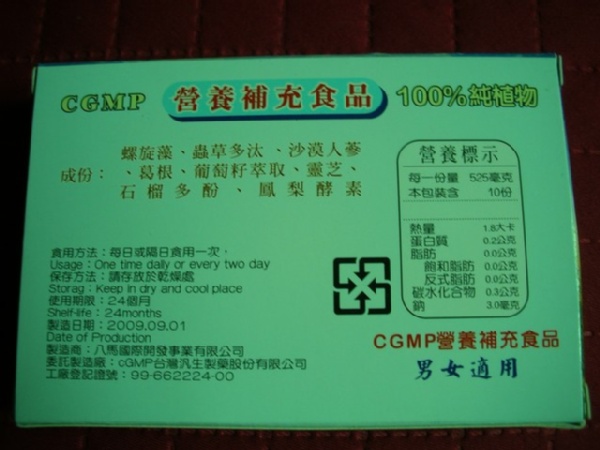 CGMP 營養補充食品 100%純植物
成份：螺旋藻、蟲草多汰、沙漠人蔘
、葛根、葡萄籽萃取、靈芝、
石榴多酚、鳳梨酵素
營養標示
每一份量 525毫克
本包裝含 10份
熱量 1.8大卡
蛋白質 0.2公克
脂肪 0.0公克
飽和脂肪 0.0公克
反式脂肪 0.0公克
碳水化合物 0.3公克
鈉 3.0毫克
食用方法：每日或隔日食用一次，
Usage：One time daily or every two day
保存方法：請存放於乾燥處
Storag：Keep in dry and cool place
使用期限：24個月
Shelf-life：24months
製造日期：2009.09.01
Date of Production
製造商：八馬國際開發事業有限公司
委託製造廠：cGMP台灣汎生製藥股份有限公司
工廠登記證號：99-662224-00
CGMP營養補充食品
男女適用